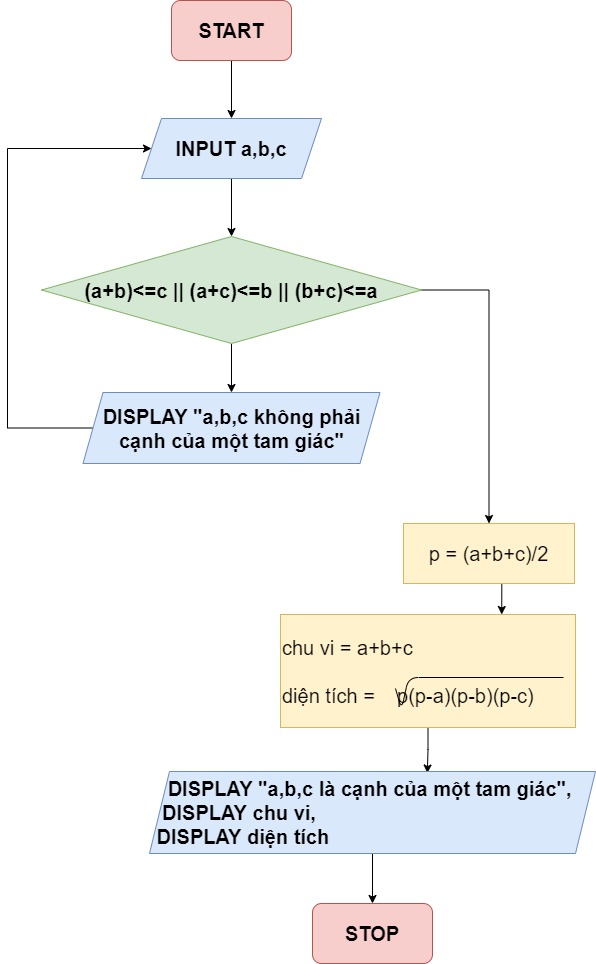 START
INPUT a,b,c
(a+b)<=c || (a+c)<=b || (b+c)<=a
DISPLAY "a,b,c không phải
cạnh của một tam giác"
p = (a+b+c)/2
chu vi = a+b+c
diện tích = √p(p-a)(p-b)(p-c)
DISPLAY "a,b,c là cạnh của một tam giác",
DISPLAY chu vi,
DISPLAY diện tích
STOP